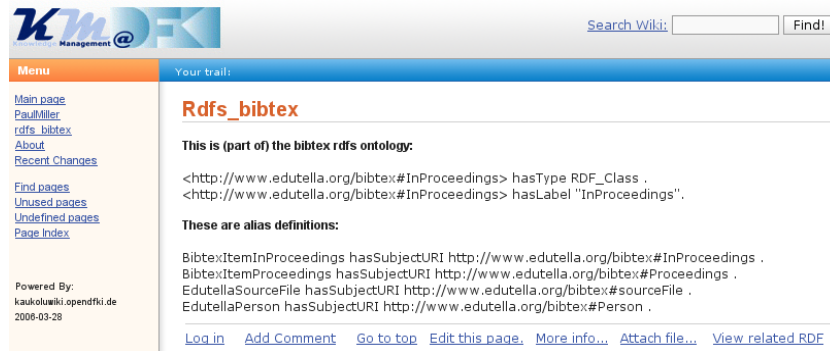 KM@DFK
Knowledge Management
Search Wiki:
Find!
Menu
Your trail:
Main page
PaulMiller
rdfs_bibtex
About
Recent Changes
Find pages
Unused pages
Undefined pages
Page Index
Powered By:
kaukoluwiki.opendfki.de
2006-03-28
Rdfs_bibtex
This is (part of) the bibtex rdfs ontology:
<http://www.edutella.org/bibtex#InProceedings> hasType RDF_Class .
<http://www.edutella.org/bibtex#InProceedings> hasLabel "InProceedings".
These are alias definitions:
BibtexItemInProceedings hasSubjectURI http://www.edutella.org/bibtex#InProceedings .
BibtexItemProceedings hasSubjectURI http://www.edutella.org/bibtex#Proceedings .
EdutellaSourceFile hasSubjectURI http://www.edutella.org/bibtex#sourceFile .
EdutellaPerson hasSubjectURI http://www.edutella.org/bibtex#Person .
Log in Add Comment Go to top Edit this page. More info... Attach file... View related RDF